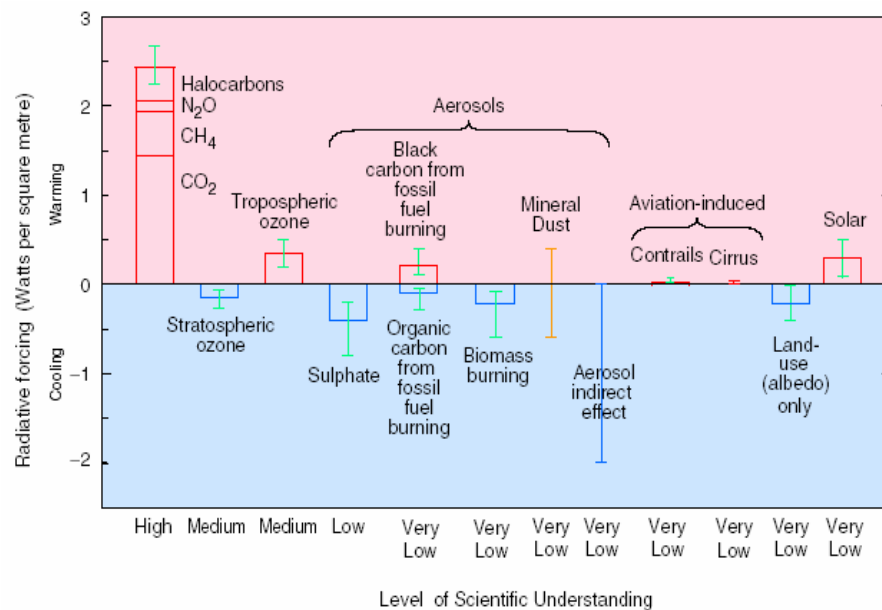 Radiative forcing (Watts per square metre)
Warming
Cooling
3
2
1
0
−1
−2
Halocarbons
N₂O
CH₄
CO₂
Stratospheric
ozone
Tropospheric
ozone
Aerosols
Sulphate
Black
carbon from
fossil
fuel
burning
Organic
carbon
from
fossil
fuel
burning
Biomass
burning
Mineral
Dust
Aerosol
indirect
effect
Aviation-induced
Contrails
Cirrus
Land-
use
(albedo)
only
Solar
High
Medium
Medium
Low
Very
Low
Very
Low
Very
Low
Very
Low
Very
Low
Very
Low
Very
Low
Very
Low
Level of Scientific Understanding